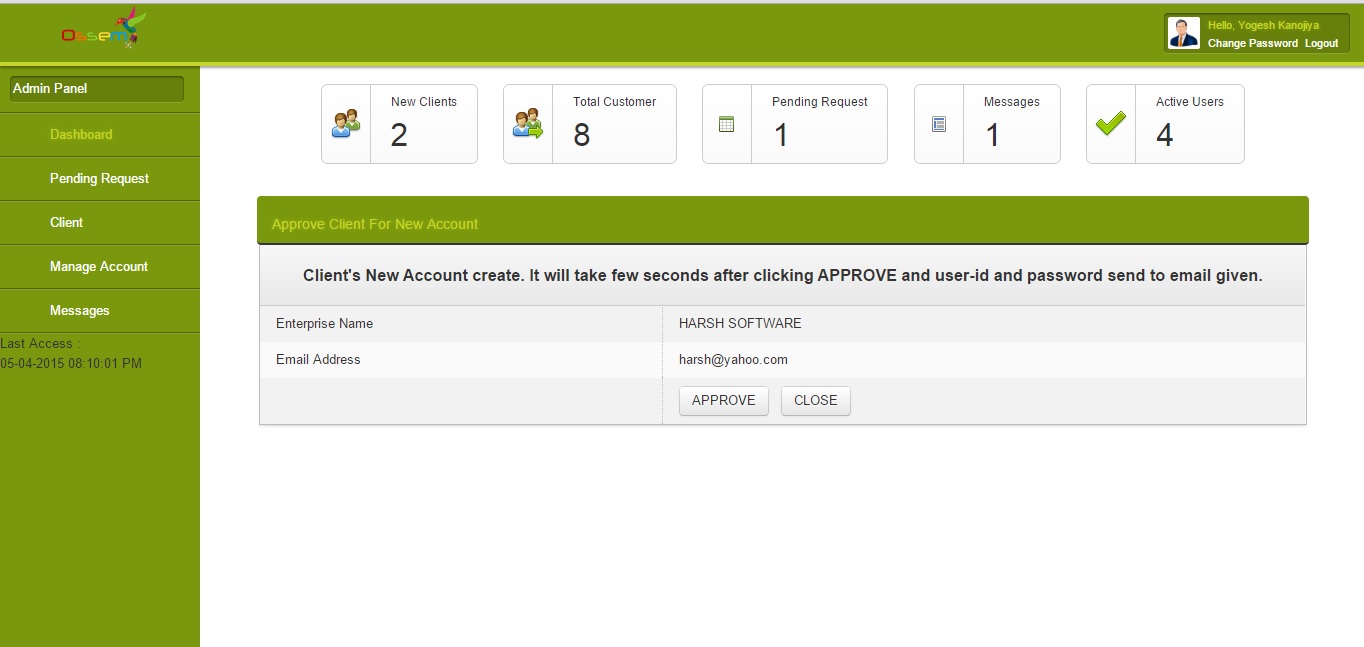 Ossem
Hello, Yogesh Kanojiya
Change Password Logout
Admin Panel
Dashboard
Pending Request
Client
Manage Account
Messages
Last Access :
05-04-2015 08:10:01 PM
New Clients
2
Total Customer
8
Pending Request
1
Messages
1
Active Users
4
Approve Client For New Account
Client's New Account create. It will take few seconds after clicking APPROVE and user-id and password send to email given.
Enterprise Name HARSH SOFTWARE
Email Address harsh@yahoo.com
APPROVE CLOSE